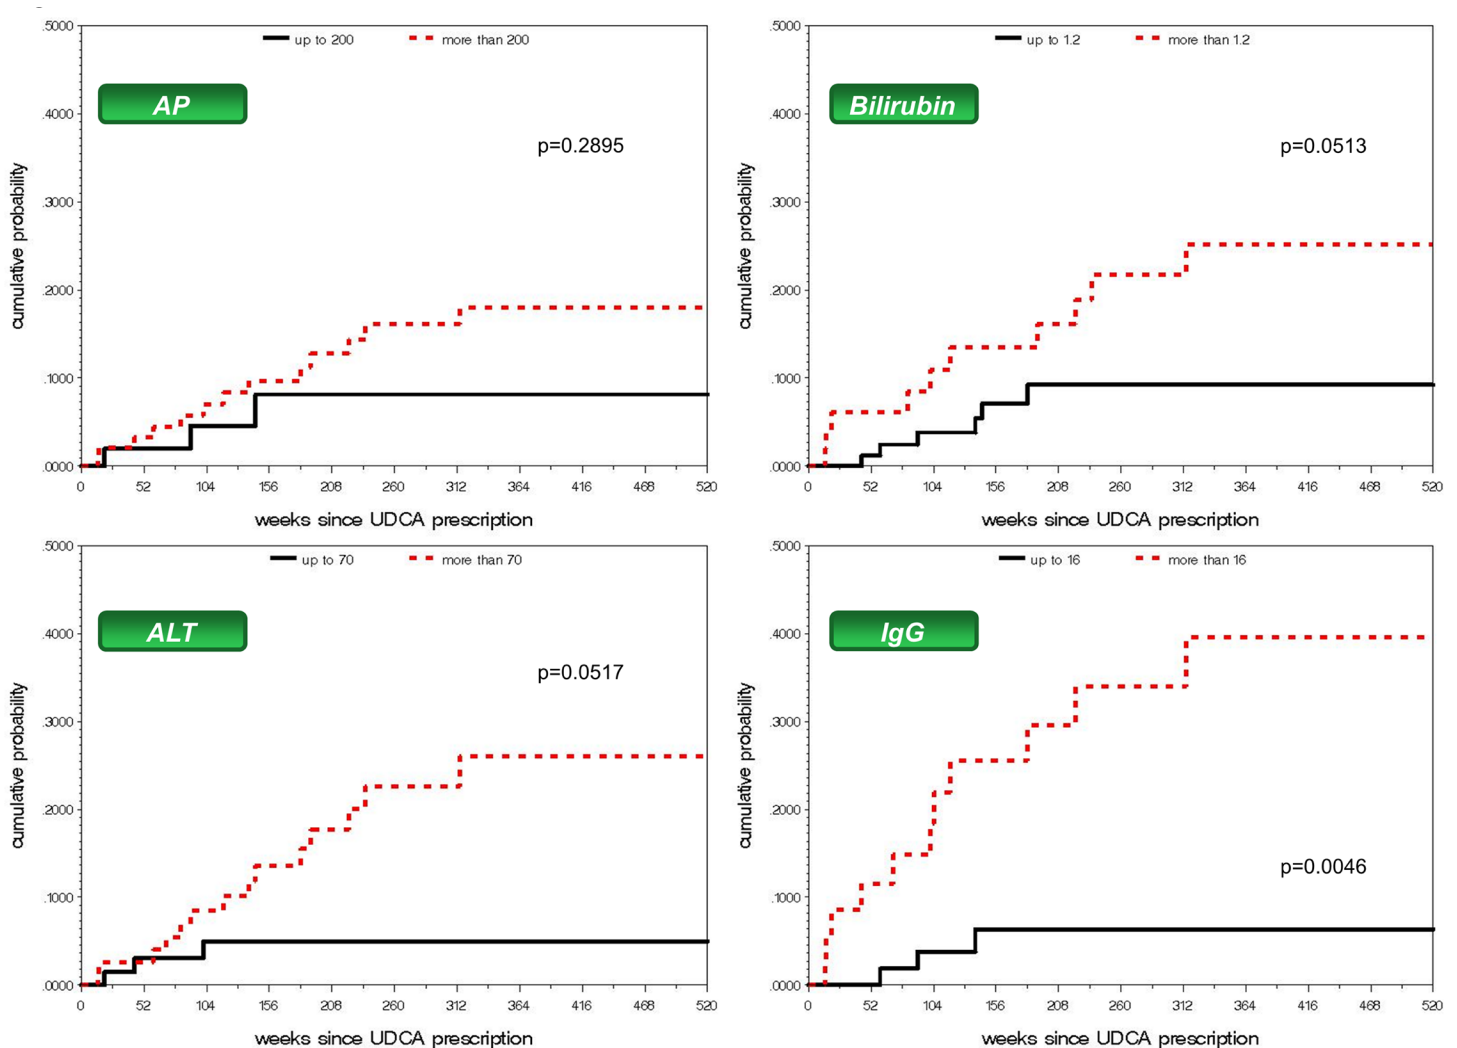 up to 200 more than 200
AP
p=0.2895
.5000
.4000
.3000
.2000
.1000
.0000
cumulative probability
0 52 104 156 208 260 312 364 416 468 520
weeks since UDCA prescription
up to 1.2 more than 1.2
Bilirubin
p=0.0513
.5000
.4000
.3000
.2000
.1000
.0000
cumulative probability
0 52 104 156 208 260 312 364 416 468 520
weeks since UDCA prescription
up to 70 more than 70
ALT
p=0.0517
.5000
.4000
.3000
.2000
.1000
.0000
cumulative probability
0 52 104 156 208 260 312 364 416 468 520
weeks since UDCA prescription
up to 16 more than 16
IgG
p=0.0046
.5000
.4000
.3000
.2000
.1000
.0000
cumulative probability
0 52 104 156 208 260 312 364 416 468 520
weeks since UDCA prescription